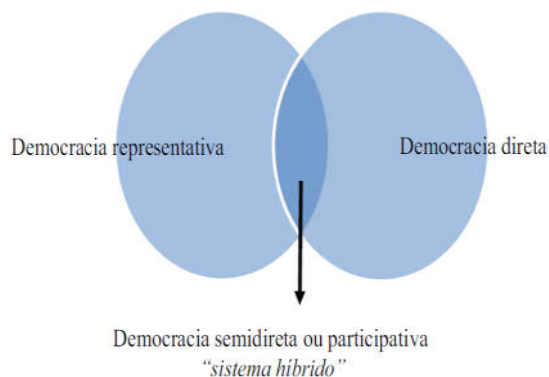 Democracia representativa
Democracia direta
Democracia semidireta ou participativa
“sistema híbrido”